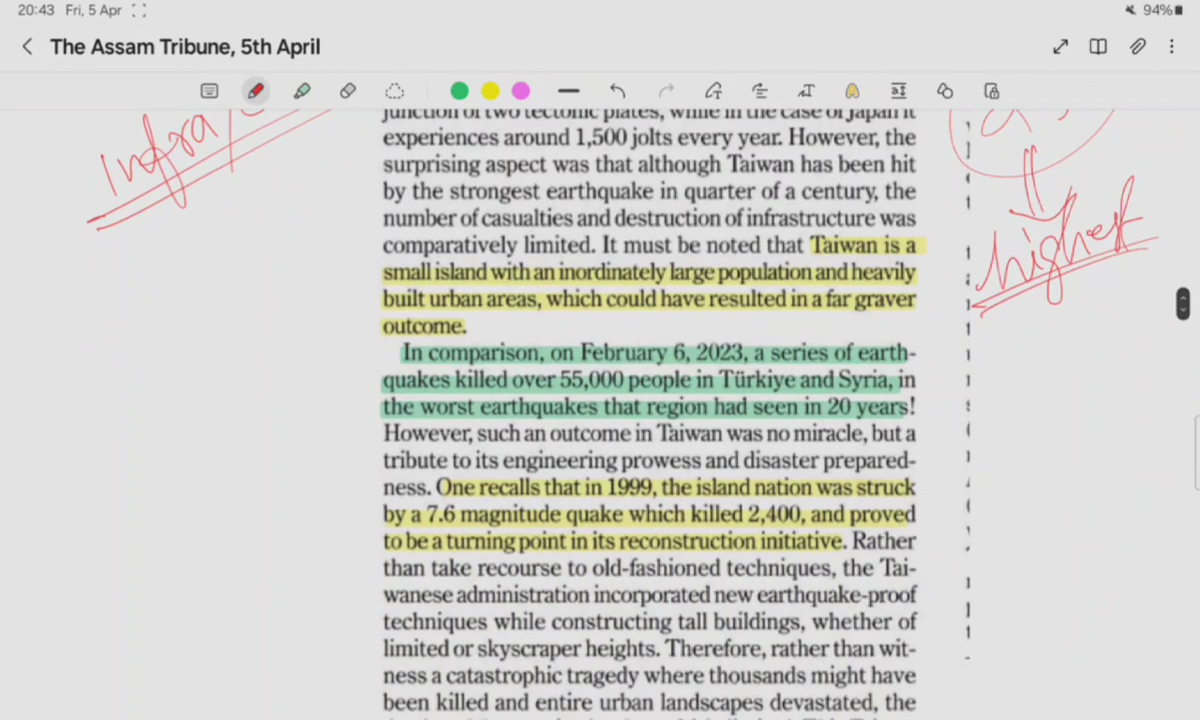 20:43 Fri, 5 Apr
94%
The Assam Tribune, 5th April
junction of two tectonic plates, while in the case of Japan it
experiences around 1,500 jolts every year. However, the
surprising aspect was that although Taiwan has been hit
by the strongest earthquake in quarter of a century, the
number of casualties and destruction of infrastructure was
comparatively limited. It must be noted that Taiwan is a
small island with an inordinately large population and heavily
built urban areas, which could have resulted in a far graver
outcome.
In comparison, on February 6, 2023, a series of earth-
quakes killed over 55,000 people in Türkiye and Syria, in
the worst earthquakes that region had seen in 20 years!
However, such an outcome in Taiwan was no miracle, but a
tribute to its engineering prowess and disaster prepared-
ness. One recalls that in 1999, the island nation was struck
by a 7.6 magnitude quake which killed 2,400, and proved
to be a turning point in its reconstruction initiative. Rather
than take recourse to old-fashioned techniques, the Tai-
wanese administration incorporated new earthquake-proof
techniques while constructing tall buildings, whether of
limited or skyscraper heights. Therefore, rather than wit-
ness a catastrophic tragedy where thousands might have
been killed and entire urban landscapes devastated, the
Infra
highest